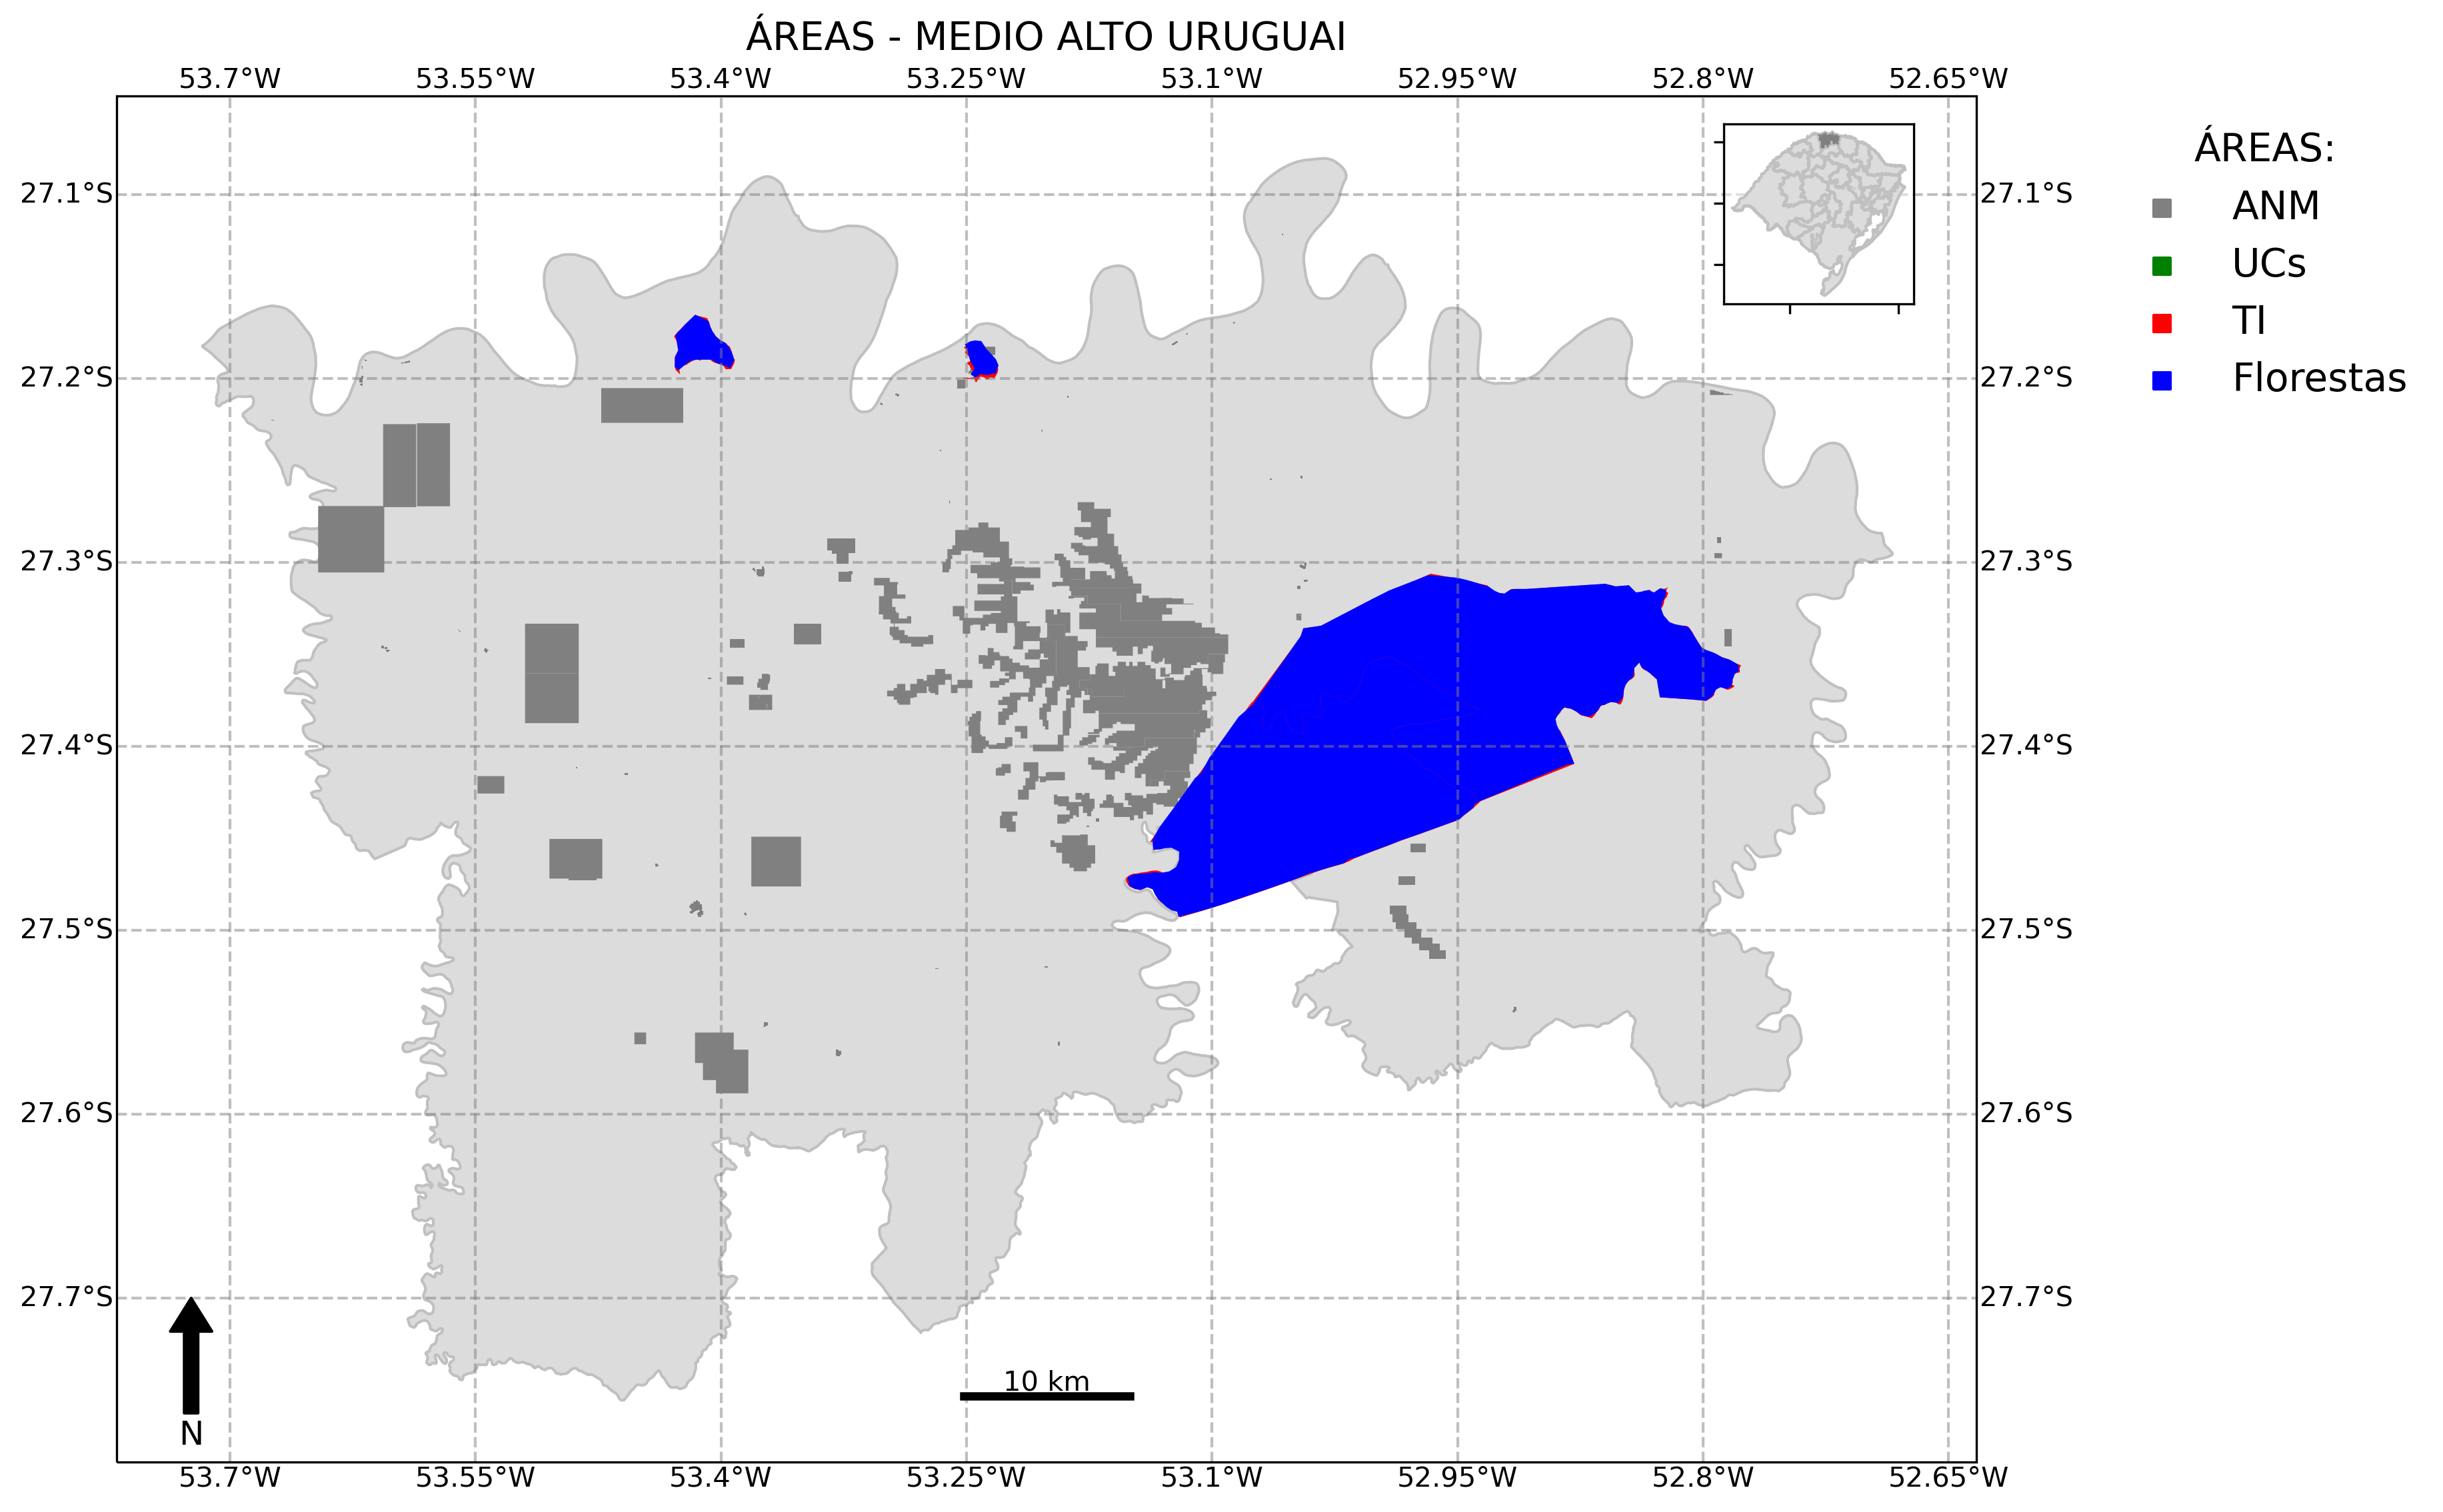 ÁREAS - MEDIO ALTO URUGUAI
53.7°W 53.55°W 53.4°W 53.25°W 53.1°W 52.95°W 52.8°W 52.65°W
ÁREAS:
ANM
UCs
TI
Florestas
27.1°S 27.1°S
27.2°S 27.2°S
27.3°S 27.3°S
27.4°S 27.4°S
27.5°S 27.5°S
27.6°S 27.6°S
27.7°S 27.7°S
10 km
N
53.7°W 53.55°W 53.4°W 53.25°W 53.1°W 52.95°W 52.8°W 52.65°W